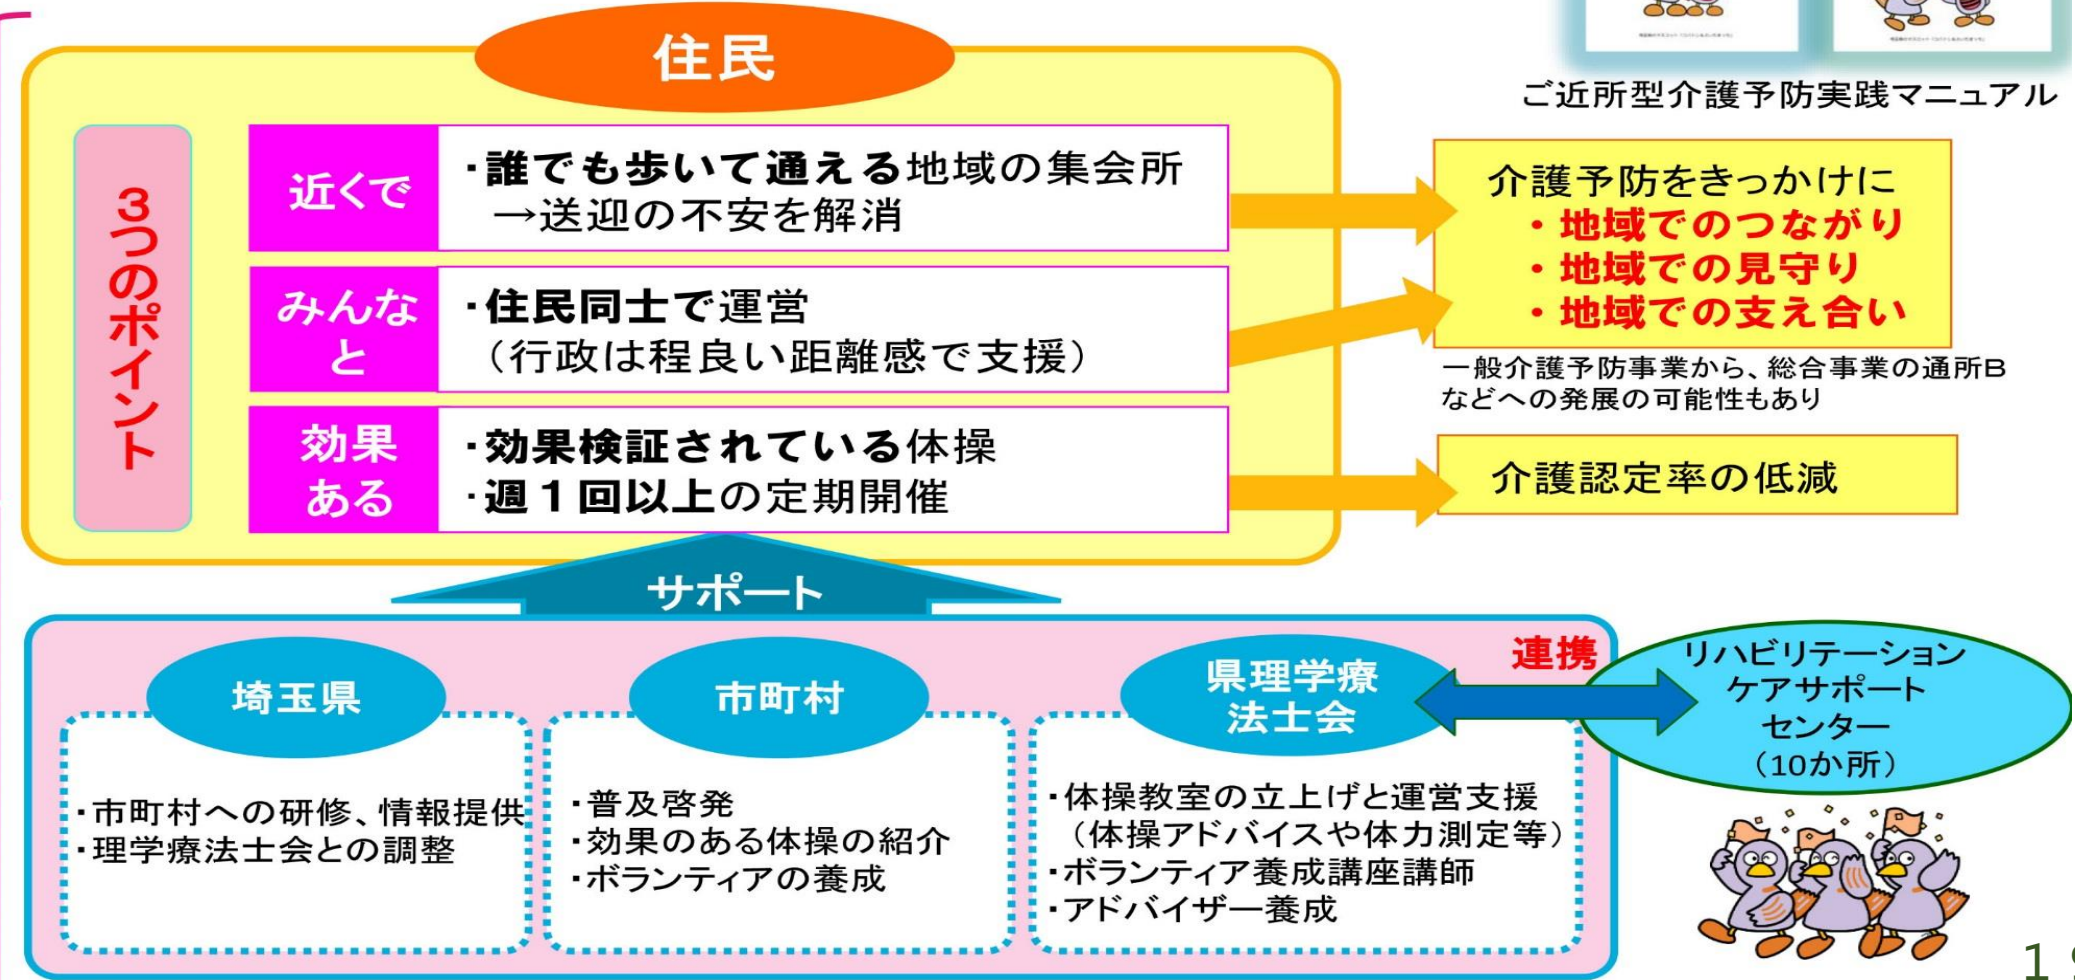 住民
3つのポイント
近くで
・誰でも歩いて通える地域の集会所
→送迎の不安を解消
みんな
と
・住民同士で運営
（行政は程良い距離感で支援）
効果
ある
・効果検証されている体操
・週１回以上の定期開催
ご近所型介護予防実践マニュアル
介護予防をきっかけに
・地域でのつながり
・地域での見守り
・地域での支え合い
一般介護予防事業から、総合事業の通所B
などへの発展の可能性もあり
介護認定率の低減
サポート
埼玉県
・市町村への研修、情報提供
・理学療法士会との調整
市町村
・普及啓発
・効果のある体操の紹介
・ボランティアの養成
県理学療
法士会
・体操教室の立上げと運営支援
（体操アドバイスや体力測定等）
・ボランティア養成講座講師
・アドバイザー養成
連携
リハビリテーション
ケアサポート
センター
（10か所）